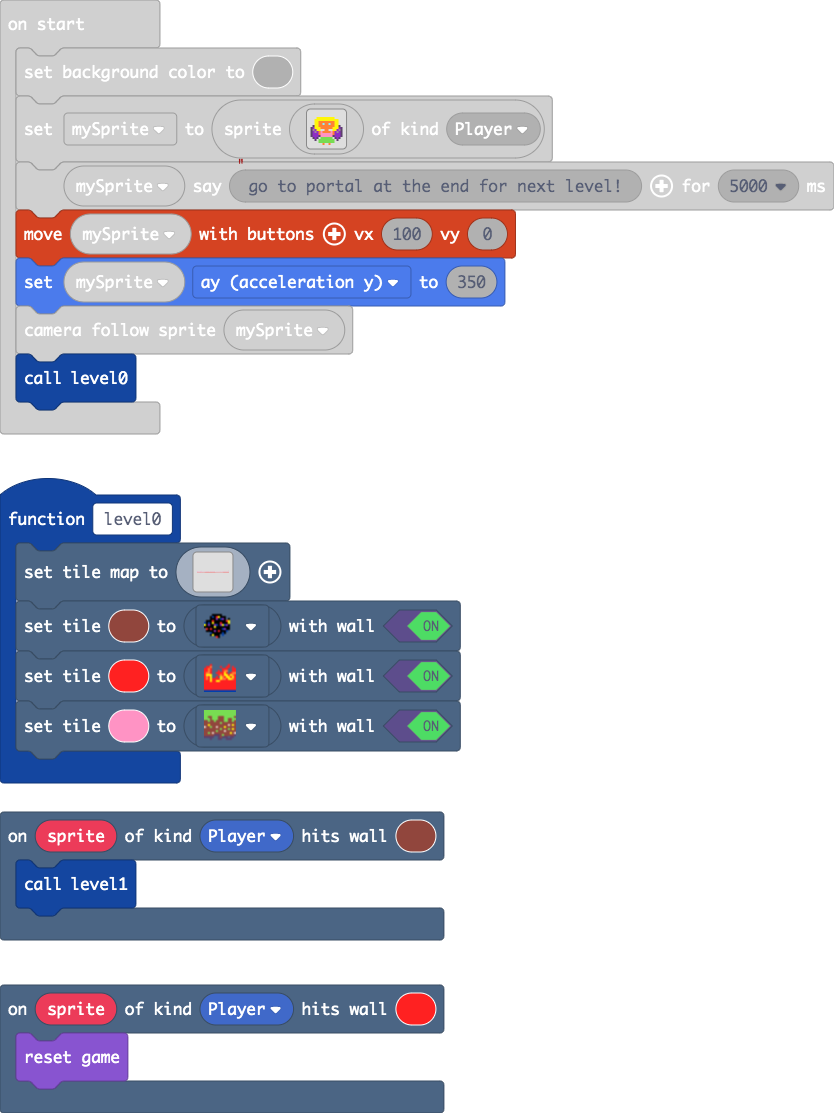 on start
set background color to
set mySprite to sprite of kind Player
"
mySprite say go to portal at the end for next level! for 5000 ms
move mySprite with buttons vx 100 vy 0
set mySprite ay (acceleration y) to 350
camera follow sprite mySprite
call level0
function level0
set tile map to
set tile to with wall ON
set tile to with wall ON
set tile to with wall ON
on sprite of kind Player hits wall
call level1
on sprite of kind Player hits wall
reset game